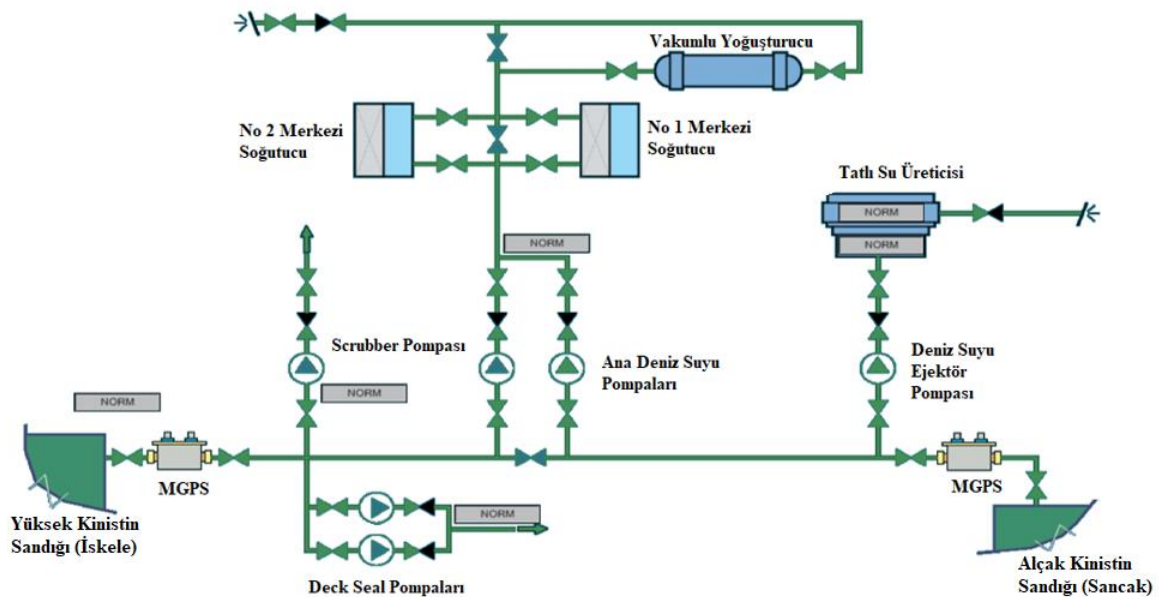 Vakumlu Yoğuşturucu
No 2 Merkezi
Soğutucu
No 1 Merkezi
Soğutucu
Tatlı Su Üreticisi
NORM
NORM
NORM
Scrubber Pompası
Ana Deniz Suyu
Pompaları
Deniz Suyu
Ejektör
Pompası
NORM
NORM
MGPS
MGPS
Yüksek Kinistin
Sandığı (İskele)
NORM
Deck Seal Pompaları
Alçak Kinistin
Sandığı (Sancak)